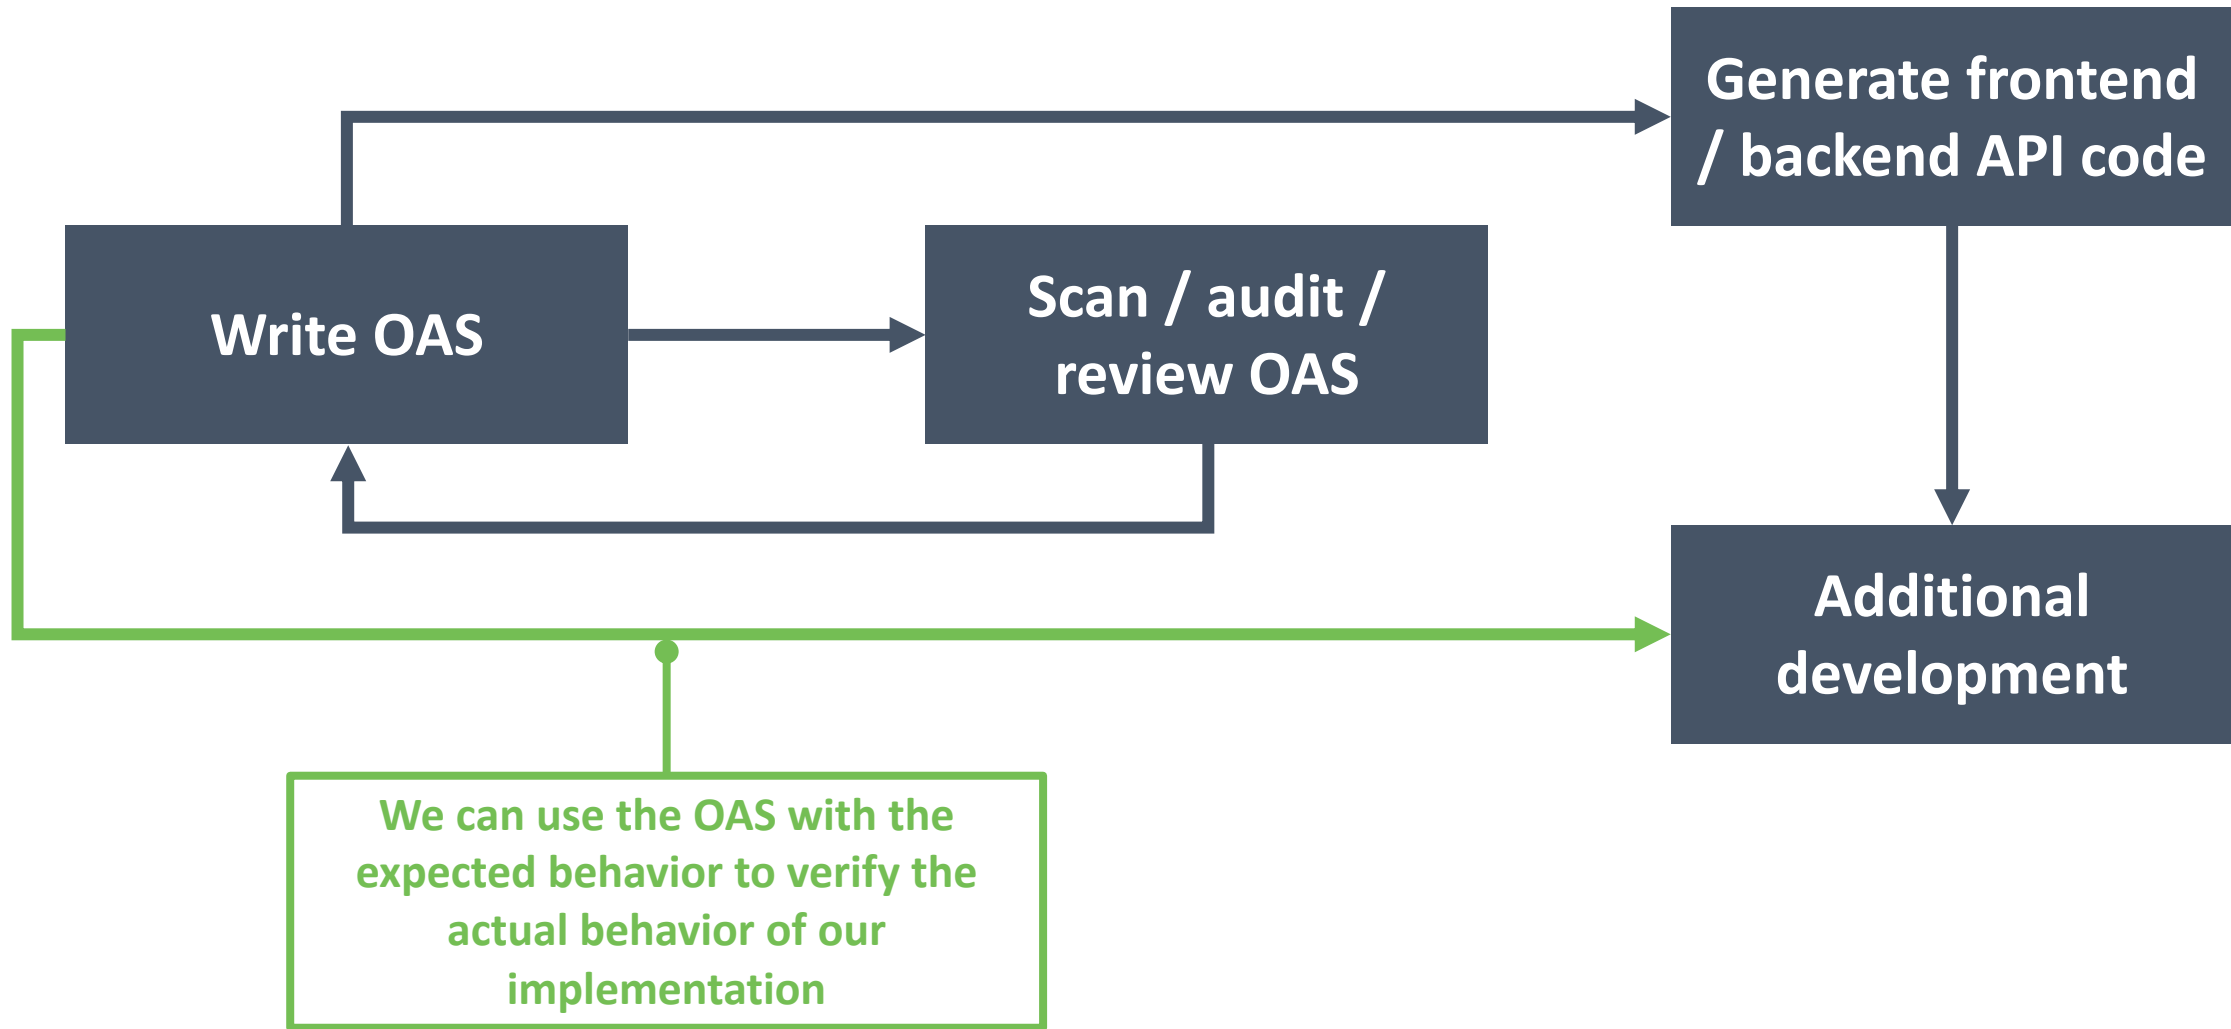 Generate frontend
/ backend API code
Write OAS
Scan / audit /
review OAS
Additional
development
We can use the OAS with the
expected behavior to verify the
actual behavior of our
implementation